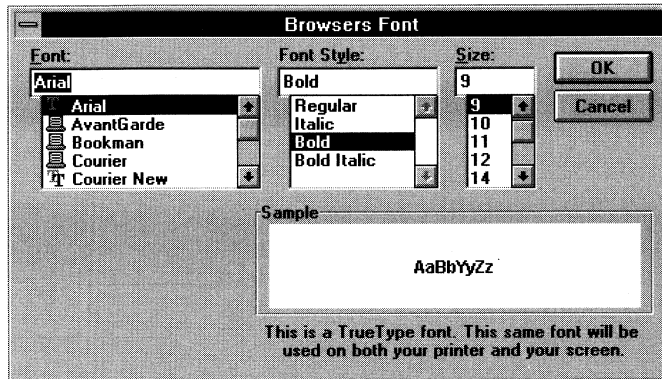 Browsers Font
Font:
Arial
Arial
AvantGarde
Bookman
Courier
Courier New
Font Style:
Bold
Regular
Italic
Bold
Bold Italic
Size:
9
9
10
11
12
14
OK
Cancel
Sample
AaBbYyZz
This is a TrueType font. This same font will be
used on both your printer and your screen.